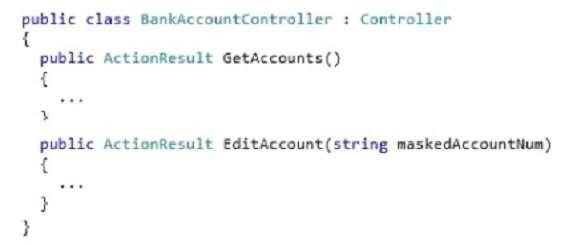 public class BankAccountController : Controller
{
public ActionResult GetAccounts()
{
...
}
public ActionResult EditAccount(string maskedAccountNum)
{
...
}
}